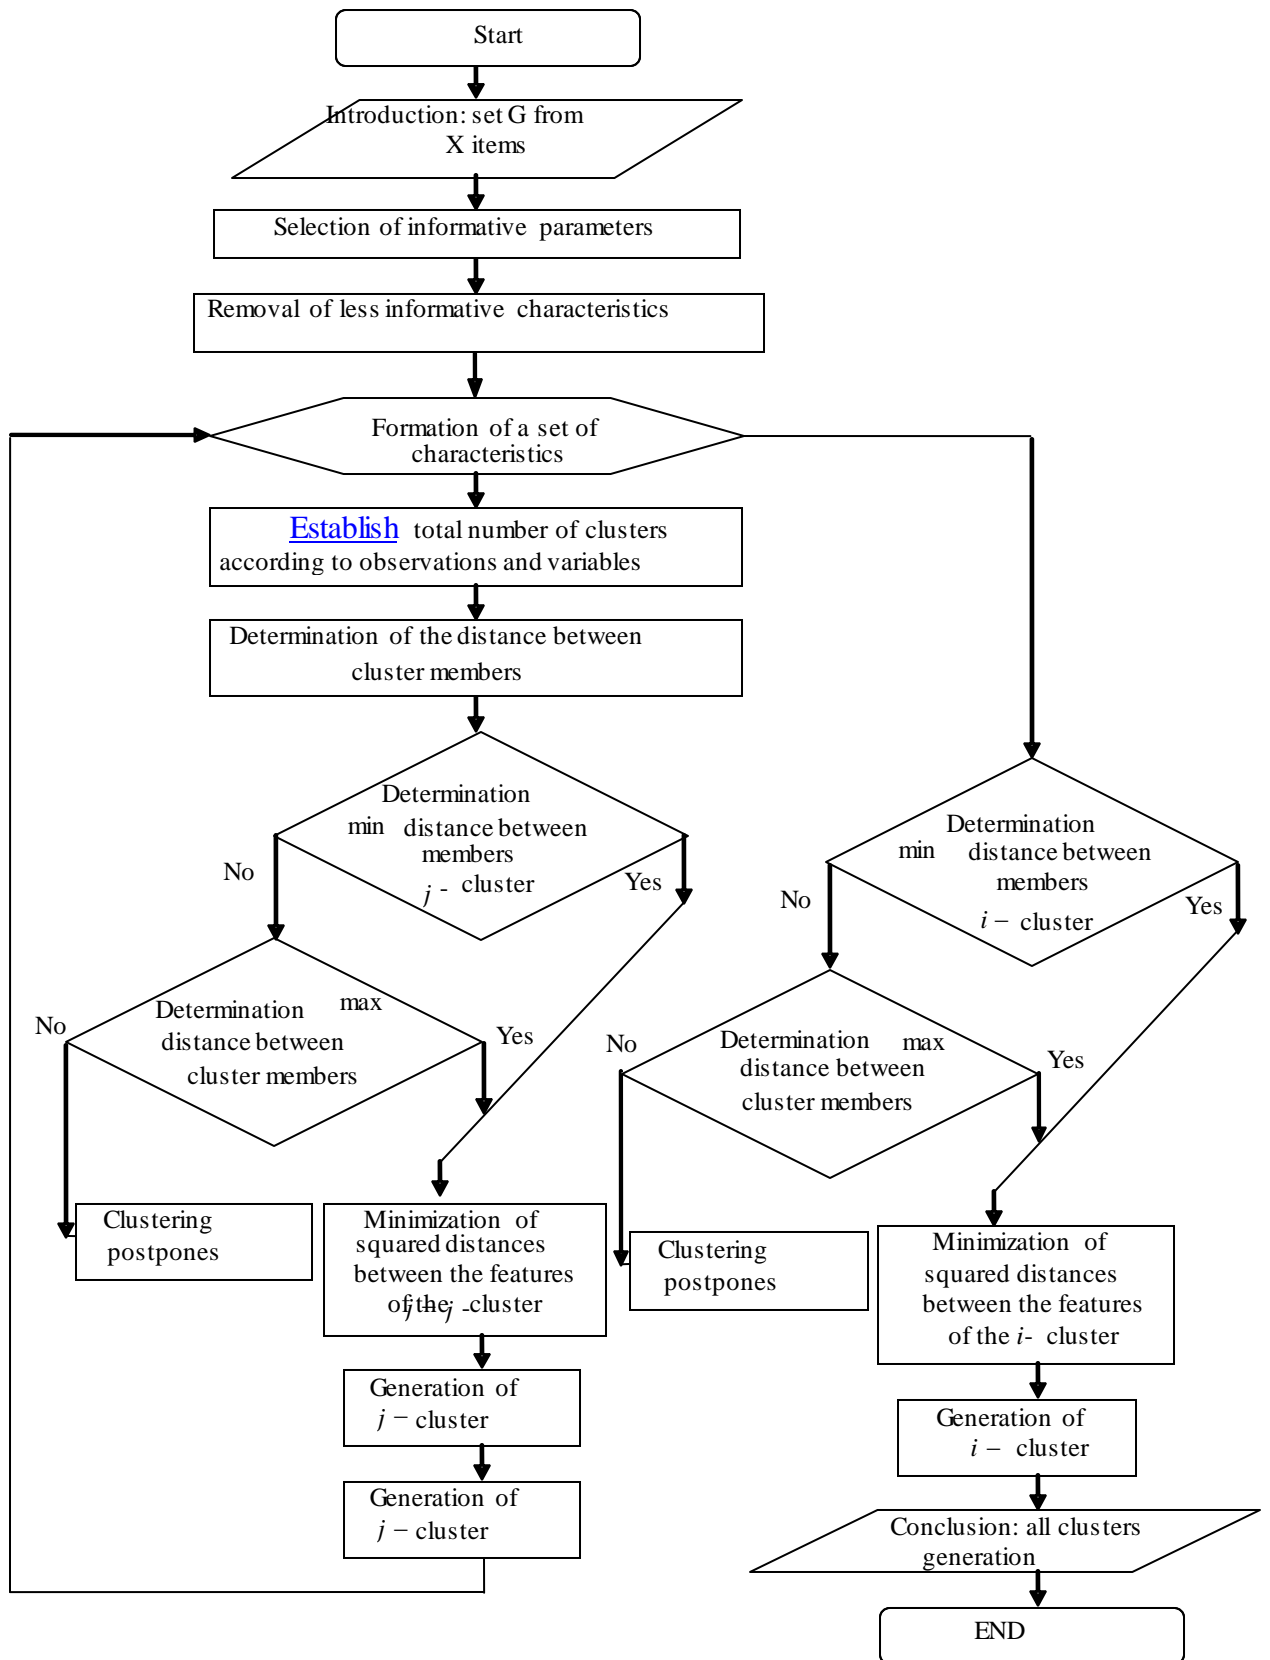 Start
Introduction: set G from
X items
Selection of informative parameters
Removal of less informative characteristics
Formation of a set of
characteristics
Establish total number of clusters
according to observations and variables
Determination of the distance between
cluster members
Determination
min distance between
members
j - cluster
No
Yes
Determination
min distance between
members
i – cluster
No
Yes
Determination max
distance between
cluster members
No
Yes
Determination max
distance between
cluster members
No
Yes
Clustering
postpones
Minimization of
squared distances
between the features
of the j - cluster
Clustering
postpones
Minimization of
squared distances
between the features
of the i- cluster
Generation of
j – cluster
Generation of
i – cluster
Generation of
j – cluster
Conclusion: all clusters
generation
END